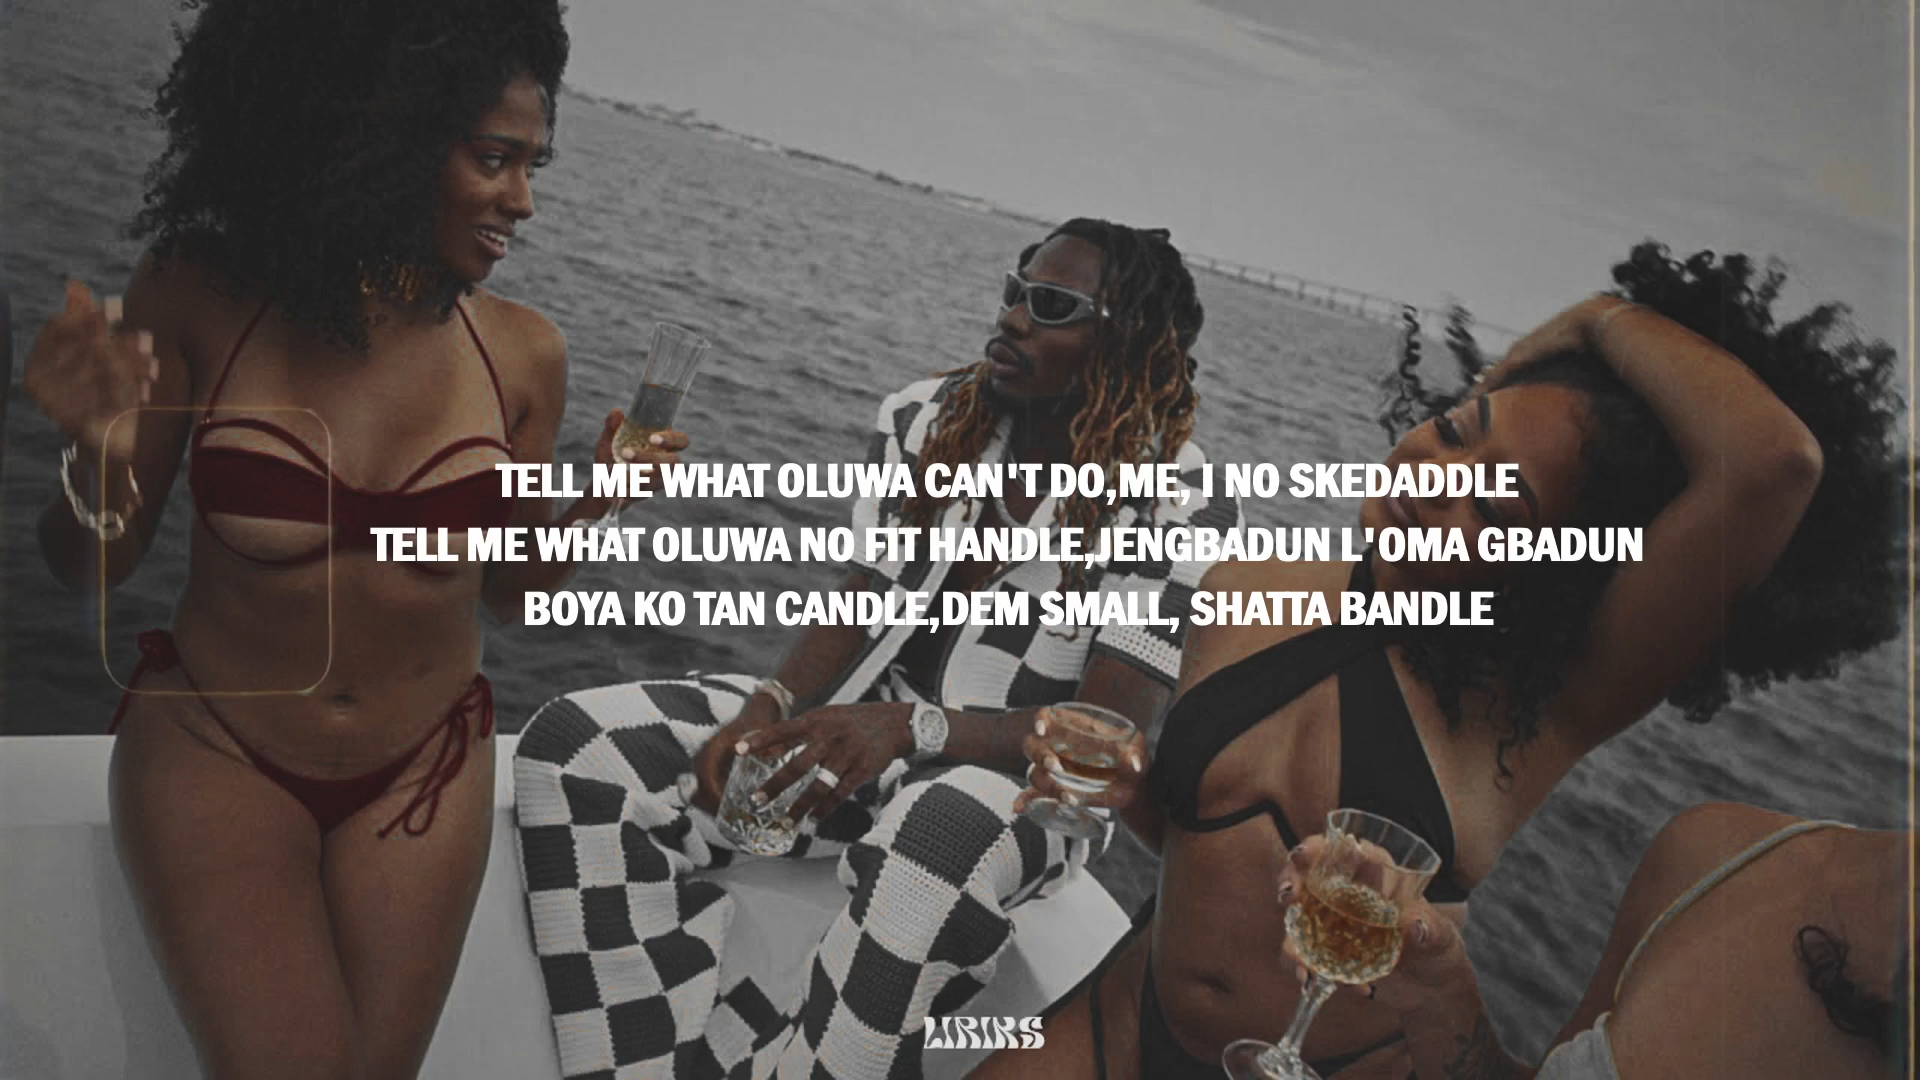 TELL ME WHAT OLUWA CAN'T DO,ME, I NO SKEDADDLE
TELL ME WHAT OLUWA NO FIT HANDLE,JENGBADUN L'OMA GBADUN
BOYA KO TAN CANDLE,DEM SMALL, SHATTA BANDLE
LIRIKS